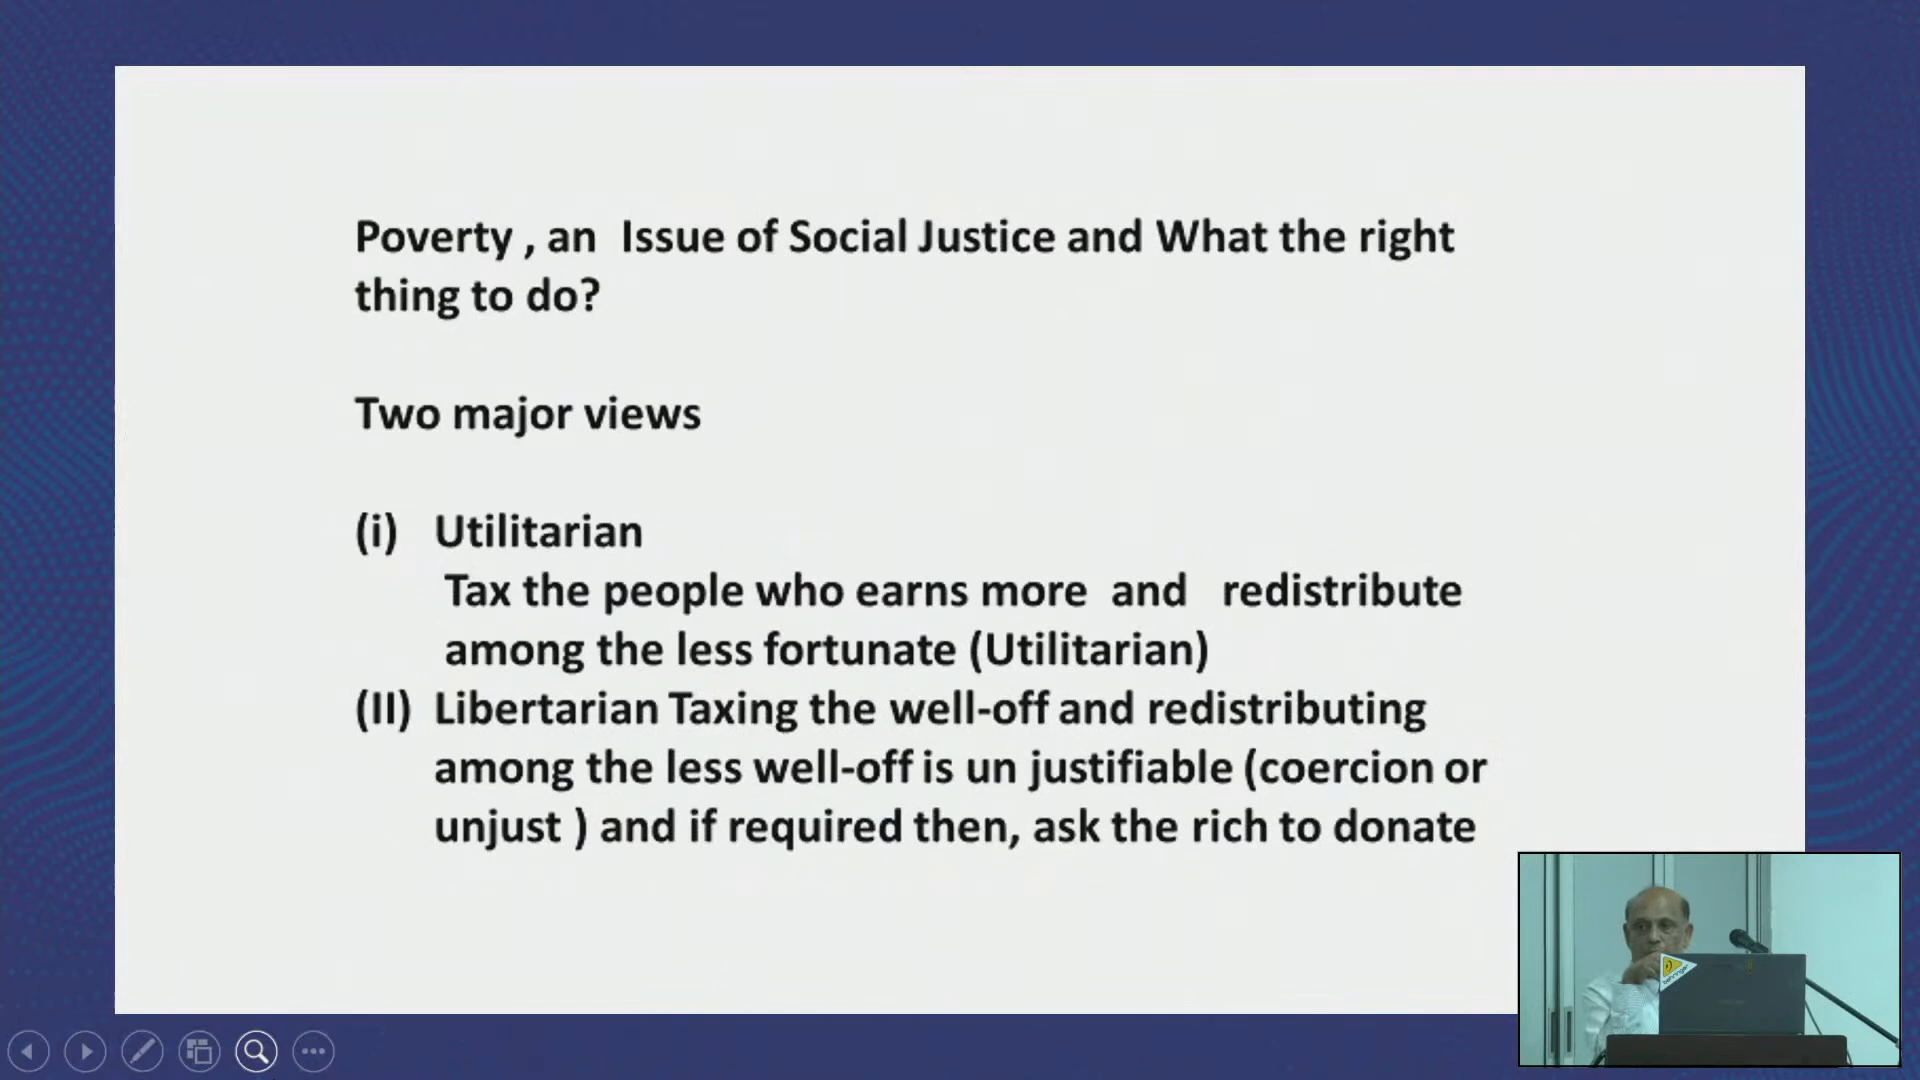 Poverty , an Issue of Social Justice and What the right
thing to do?
Two major views
(i) Utilitarian
Tax the people who earns more and redistribute
among the less fortunate (Utilitarian)
(II) Libertarian Taxing the well-off and redistributing
among the less well-off is un justifiable (coercion or
unjust ) and if required then, ask the rich to donate
behringer